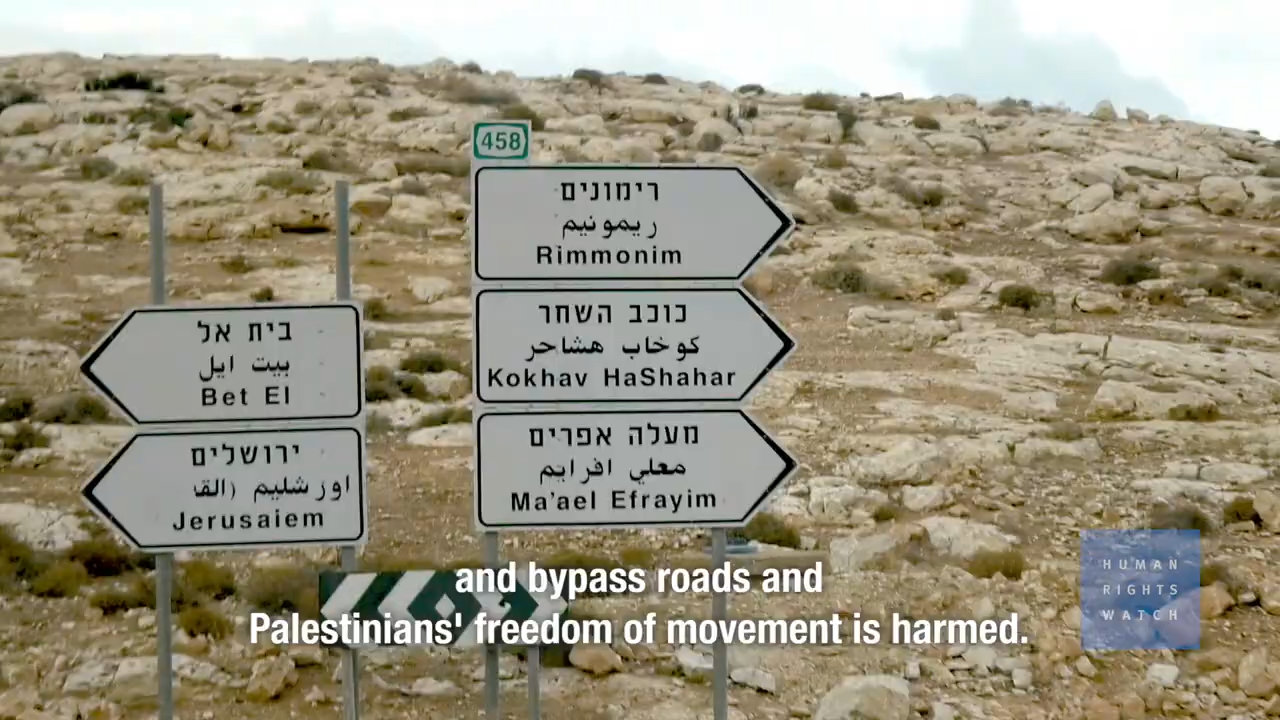 458
רימונים
ريمونيم
Rimmonim
כוכב השחר
كوخاب هشاحر
Kokhav HaShahar
מעלה אפרים
معلي افرايم
Ma'ael Efrayim
בית אל
بيت ايل
Bet El
ירושלים
اورشليم (الق
Jerusaiem
and bypass roads and
Palestinians' freedom of movement is harmed.
HUMAN
RIGHTS
WATCH